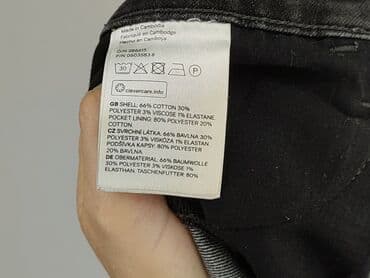 Made in Cambodia
Fabriqué en Cambodge
Hecho en Camboya
30
P
clevercare.info
GB SHELL: 66% COTTON 30%
POLYESTER 3% VISCOSE 1% ELASTANE
POCKET LINING: 80% POLYESTER 20%
COTTON
CZ SVRCHNÍ LÁTKA: 66% BAVLNA 30%
POLYESTER 3% VISKÓZA 1% ELASTAN
PODŠÍVKA KAPSY: 80% POLYESTER
20% BAVLNA.
DE OBERMATERIAL: 66% BAUMWOLLE
30% POLYESTER 3% VISKOSE 1%
ELASTHAN. TASCHENFUTTER: 80%